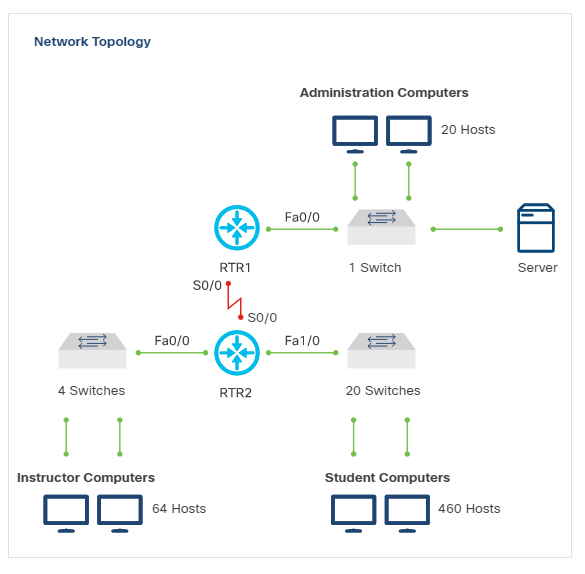 Network Topology
Administration Computers
20 Hosts
Fa0/0
RTR1
1 Switch
Server
S0/0
S0/0
Fa0/0
Fa1/0
4 Switches
RTR2
20 Switches
Instructor Computers
Student Computers
64 Hosts
460 Hosts